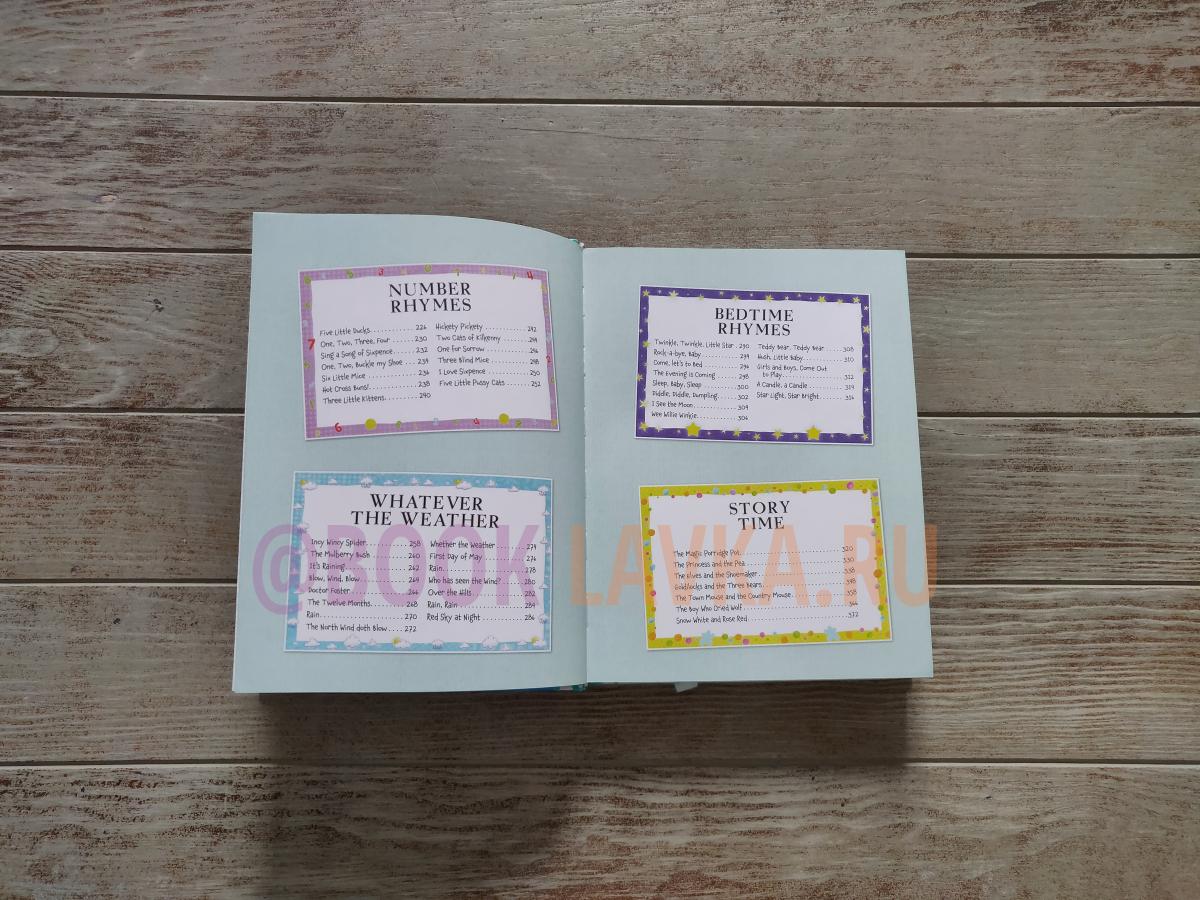 NUMBER
RHYMES
Five Little Ducks 226
One, Two, Three, Four 230
Sing a Song of Sixpence 232
One, Two, Buckle my Shoe 234
Six Little Mice 236
Hot Cross Buns! 238
Three Little Kittens 240
Hickety Pickety 242
Two Cats of Kilkenny 244
One for Sorrow 246
Three Blind Mice 248
I Love Sixpence 250
Five Little Pussy Cats 252
WHATEVER
THE WEATHER
Incy Wincy Spider 258
The Mulberry Bush 260
It's Raining 262
Blow, Wind, Blow 264
Doctor Foster 266
The Twelve Months 268
Rain 270
The North Wind doth Blow 272
Whether the Weather 274
First Day of May 276
Rain 278
Who has seen the Wind? 280
Over the Hills 282
Rain, Rain 284
Red Sky at Night 286
BEDTIME
RHYMES
Twinkle, Twinkle, Little Star 290
Rock-a-bye, Baby 294
Come, let's to Bed 296
The Evening is Coming 298
Sleep, Baby, Sleep 300
Diddle, Diddle, Dumpling 302
I See the Moon 304
Wee Willie Winkie 306
Teddy Bear, Teddy Bear 308
Hush, Little Baby 310
Girls and Boys, Come Out
to Play 312
A Candle, a Candle 314
Star Light, Star Bright 316
STORY
TIME
The Magic Porridge Pot 320
The Princess and the Pea 330
The Elves and the Shoemaker 338
Goldilocks and the Three Bears 348
The Town Mouse and the Country Mouse 358
The Boy Who Cried Wolf 366
Snow White and Rose Red 372
@BOOK LAVKA.RU